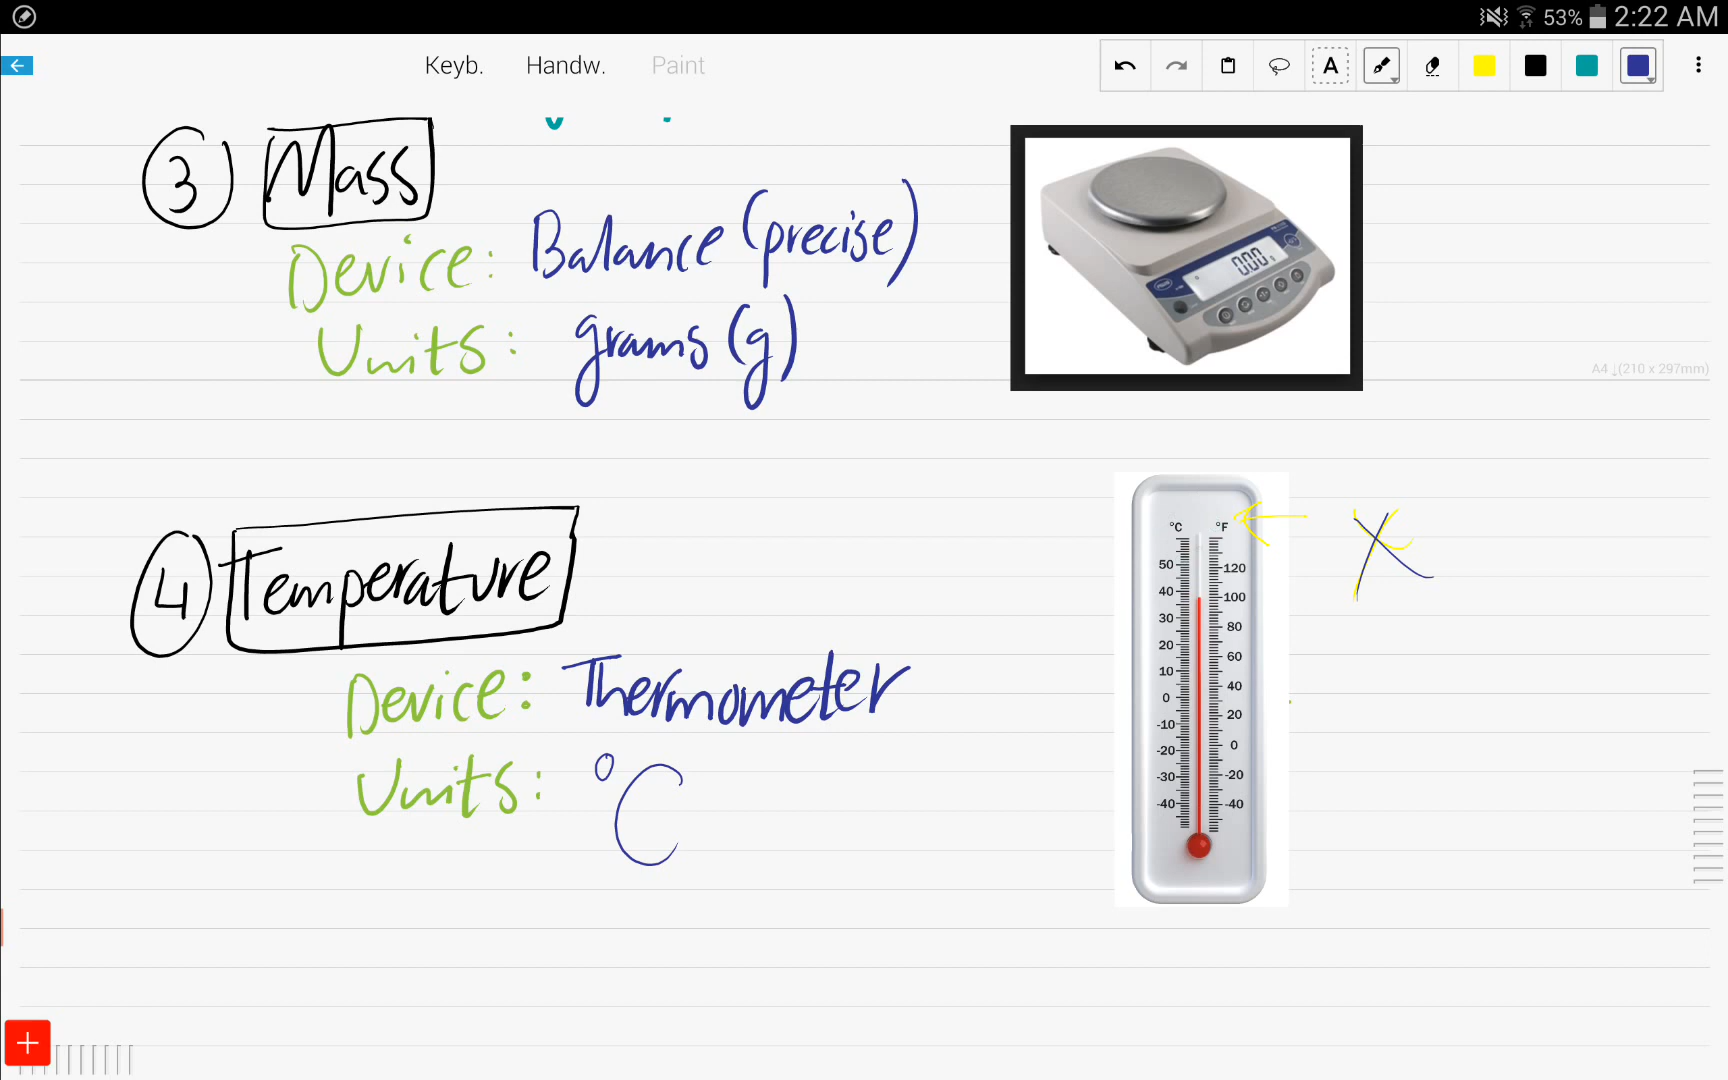 53% 2:22 AM
Keyb. Handw. Paint
A
③ Mass
Device: Balance (precise)
Units: grams (g)
0.00
A4 ↓(210 x 297mm)
④ Temperature
Device: Thermometer
Units: °C
°C °F
50 120
40 100
30 80
20 60
10 40
0 20
-10 0
-20 -20
-30 -40
-40
X